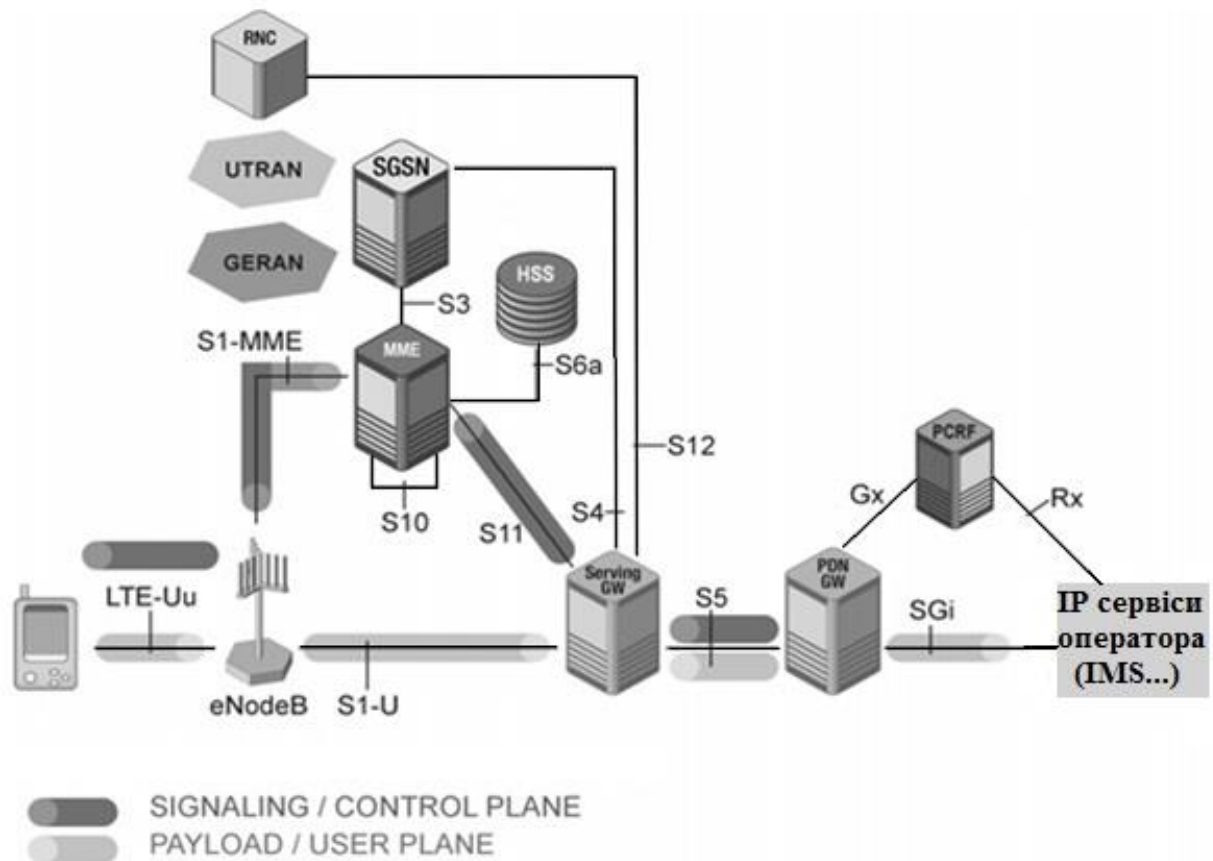 RNC
UTRAN
SGSN
GERAN
HSS
S3
S1-MME
MME
S6a
S12
PCRF
Gx
Rx
S10
S11
S4
LTE-Uu
Serving
GW
S5
PDN
GW
SGi
IP сервіси
оператора
(IMS...)
eNodeB
S1-U
SIGNALING / CONTROL PLANE
PAYLOAD / USER PLANE